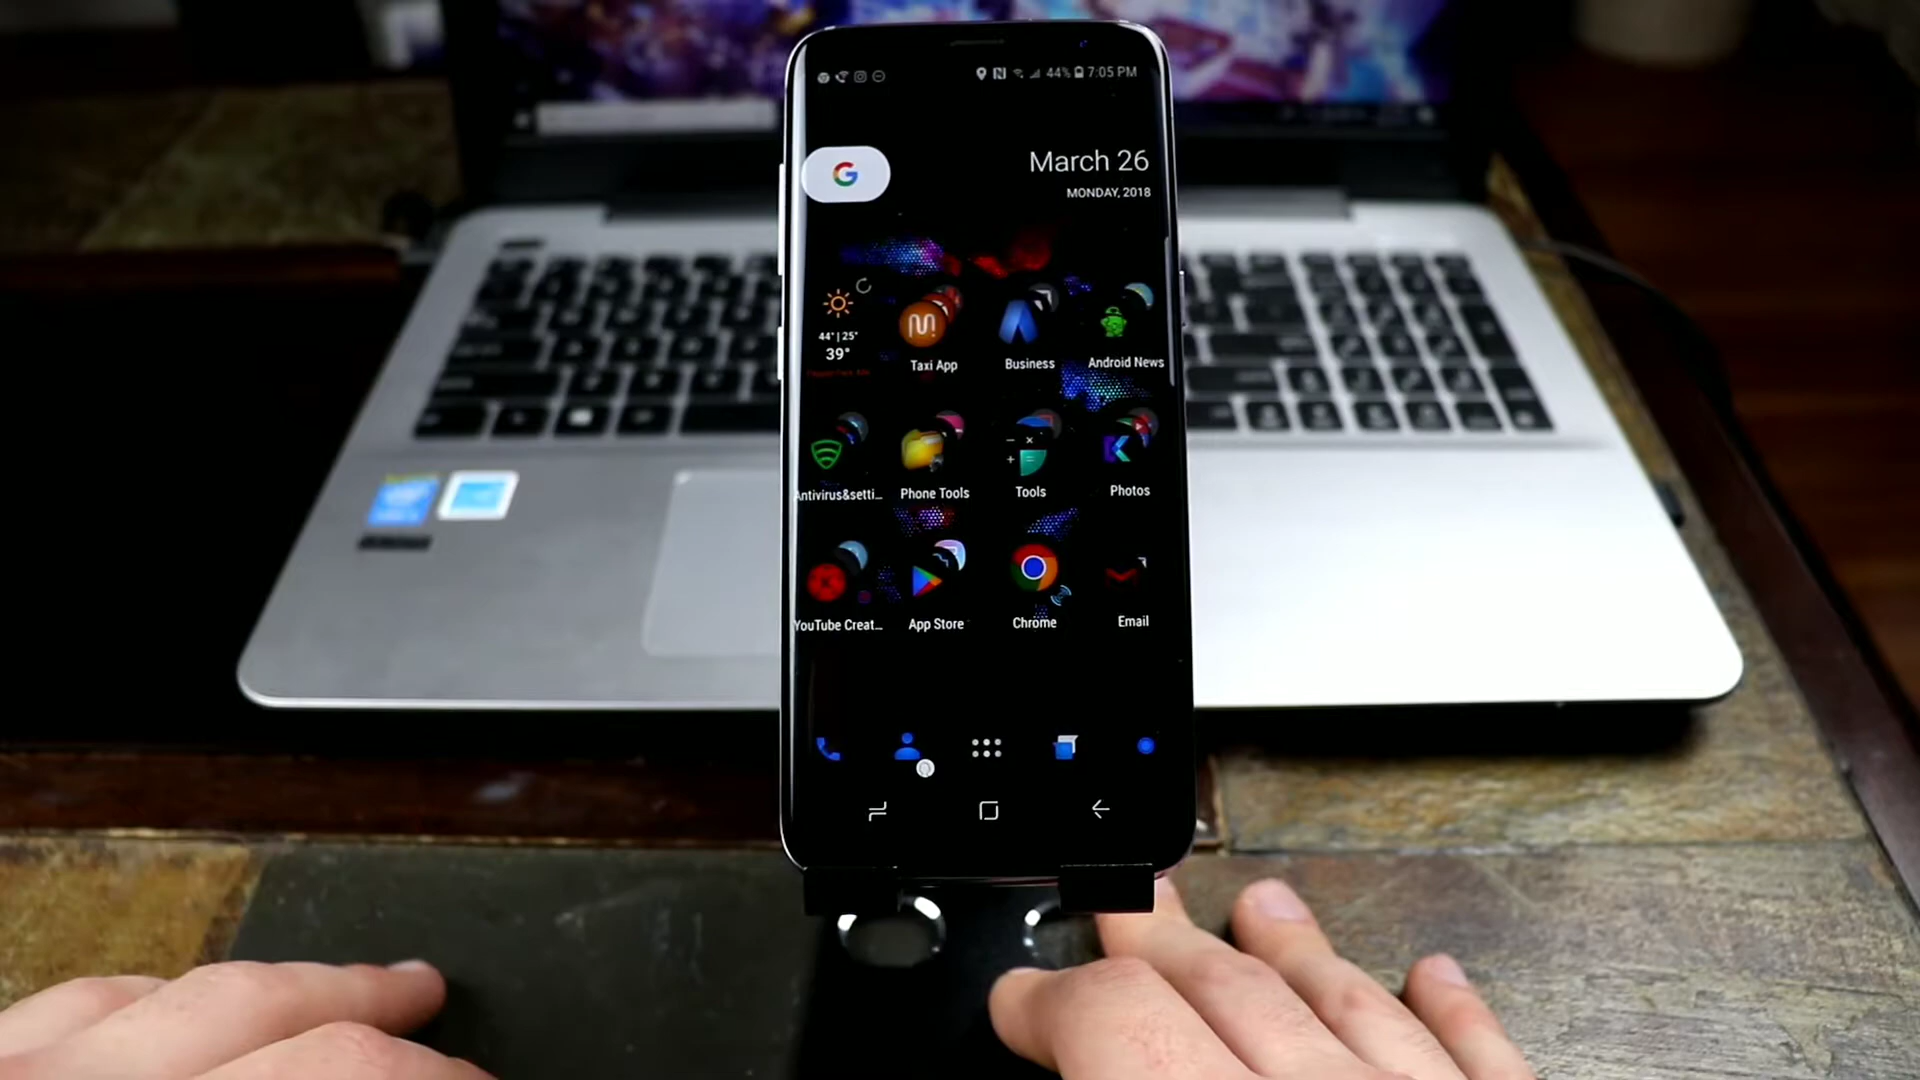 44% 7:05 PM
March 26
MONDAY, 2018
44° | 25°
39°
Taxi App
Business
Android News
Antivirus&setti...
Phone Tools
Tools
Photos
YouTube Creat...
App Store
Chrome
Email